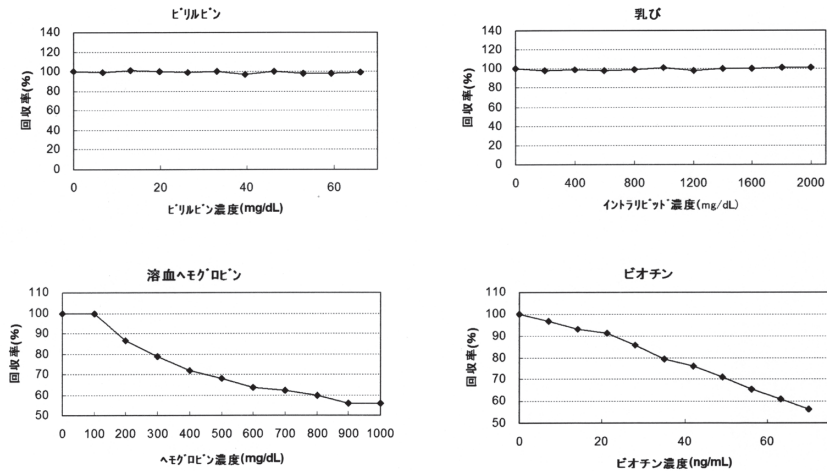 ﾋﾞﾘﾙﾋﾞﾝ
140
120
100
80
60
40
20
0
回収率(%)
0 20 40 60
ﾋﾞﾘﾙﾋﾞﾝ濃度(mg/dL)
乳び
140
120
100
80
60
40
20
0
回収率(%)
0 400 800 1200 1600 2000
ｲﾝﾄﾗﾘﾋﾟｯﾄﾞ濃度(mg/dL)
溶血ﾍﾓｸﾞﾛﾋﾞﾝ
110
100
90
80
70
60
50
回収率(%)
0 100 200 300 400 500 600 700 800 900 1000
ﾍﾓｸﾞﾛﾋﾞﾝ濃度(mg/dL)
ビオチン
110
100
90
80
70
60
50
回収率(%)
0 20 40 60
ビオチン濃度(ng/mL)